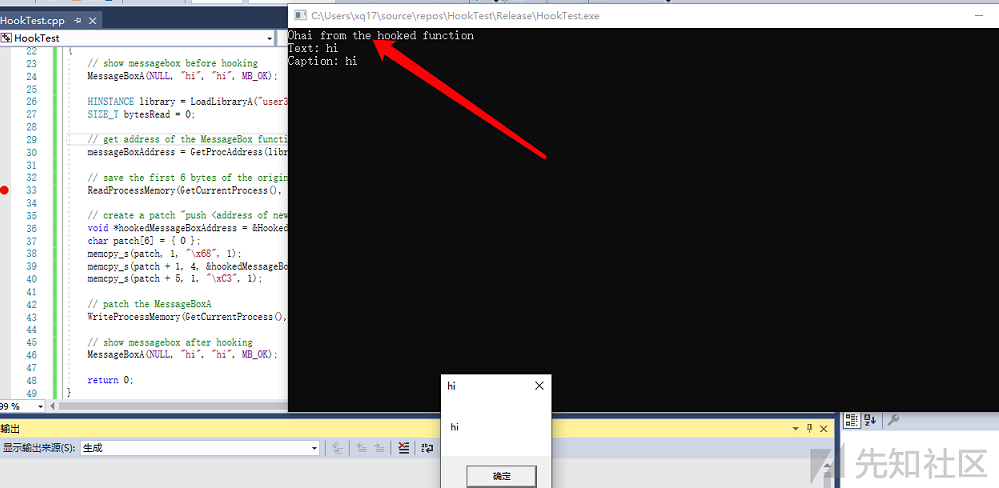 HookTest.cpp
HookTest
22 {
23 // show messagebox before hooking
24 MessageBoxA(NULL, "hi", "hi", MB_OK);
25
26 HINSTANCE library = LoadLibraryA("user3
27 SIZE_T bytesRead = 0;
28
29 // get address of the MessageBox functi
30 messageBoxAddress = GetProcAddress(libr
31
32 // save the first 6 bytes of the origin
33 ReadProcessMemory(GetCurrentProcess(),
34
35 // create a patch "push <address of new
36 void *hookedMessageBoxAddress = &Hooked
37 char patch[6] = { 0 };
38 memcpy_s(patch, 1, "\x68", 1);
39 memcpy_s(patch + 1, 4, &hookedMessageBo
40 memcpy_s(patch + 5, 1, "\xC3", 1);
41
42 // patch the MessageBoxA
43 WriteProcessMemory(GetCurrentProcess(),
44
45 // show messagebox after hooking
46 MessageBoxA(NULL, "hi", "hi", MB_OK);
47
48 return 0;
49 }
99 %
C:\Users\xq17\source\repos\HookTest\Release\HookTest.exe
Ohai from the hooked function
Text: hi
Caption: hi
hi
hi
确定
输出
显示输出来源(S): 生成
先知社区